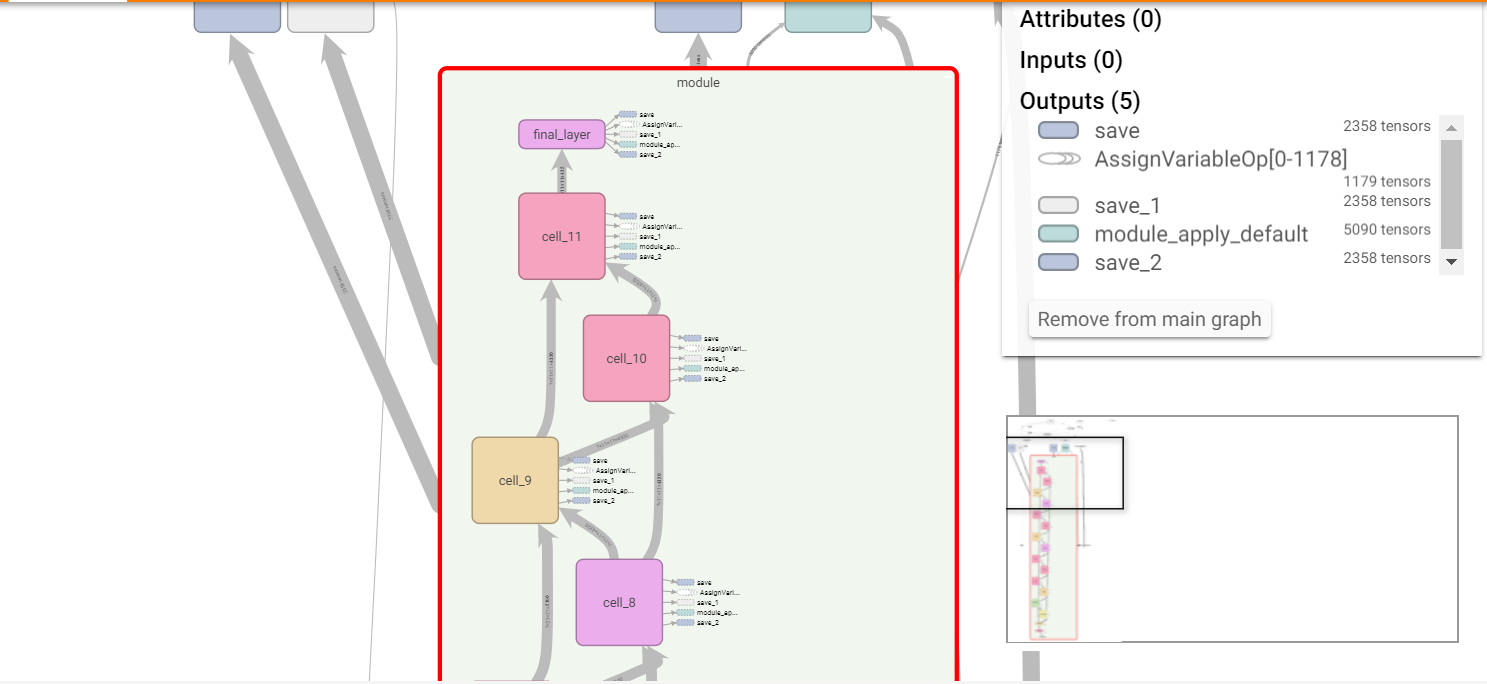 module
final_layer
save
AssignVari...
save_1
module_ap...
save_2
cell_11
save
AssignVari...
save_1
module_ap...
save_2
cell_10
save
AssignVari...
save_1
module_ap...
save_2
cell_9
save
AssignVari...
save_1
module_ap...
save_2
cell_8
save
AssignVari...
save_1
module_ap...
save_2
Attributes (0)
Inputs (0)
Outputs (5)
save 2358 tensors
AssignVariableOp[0-1178]
1179 tensors
save_1 2358 tensors
module_apply_default 5090 tensors
save_2 2358 tensors
Remove from main graph